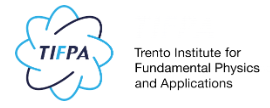 TIFPA
Trento Institute for
Fundamental Physics
and Applications